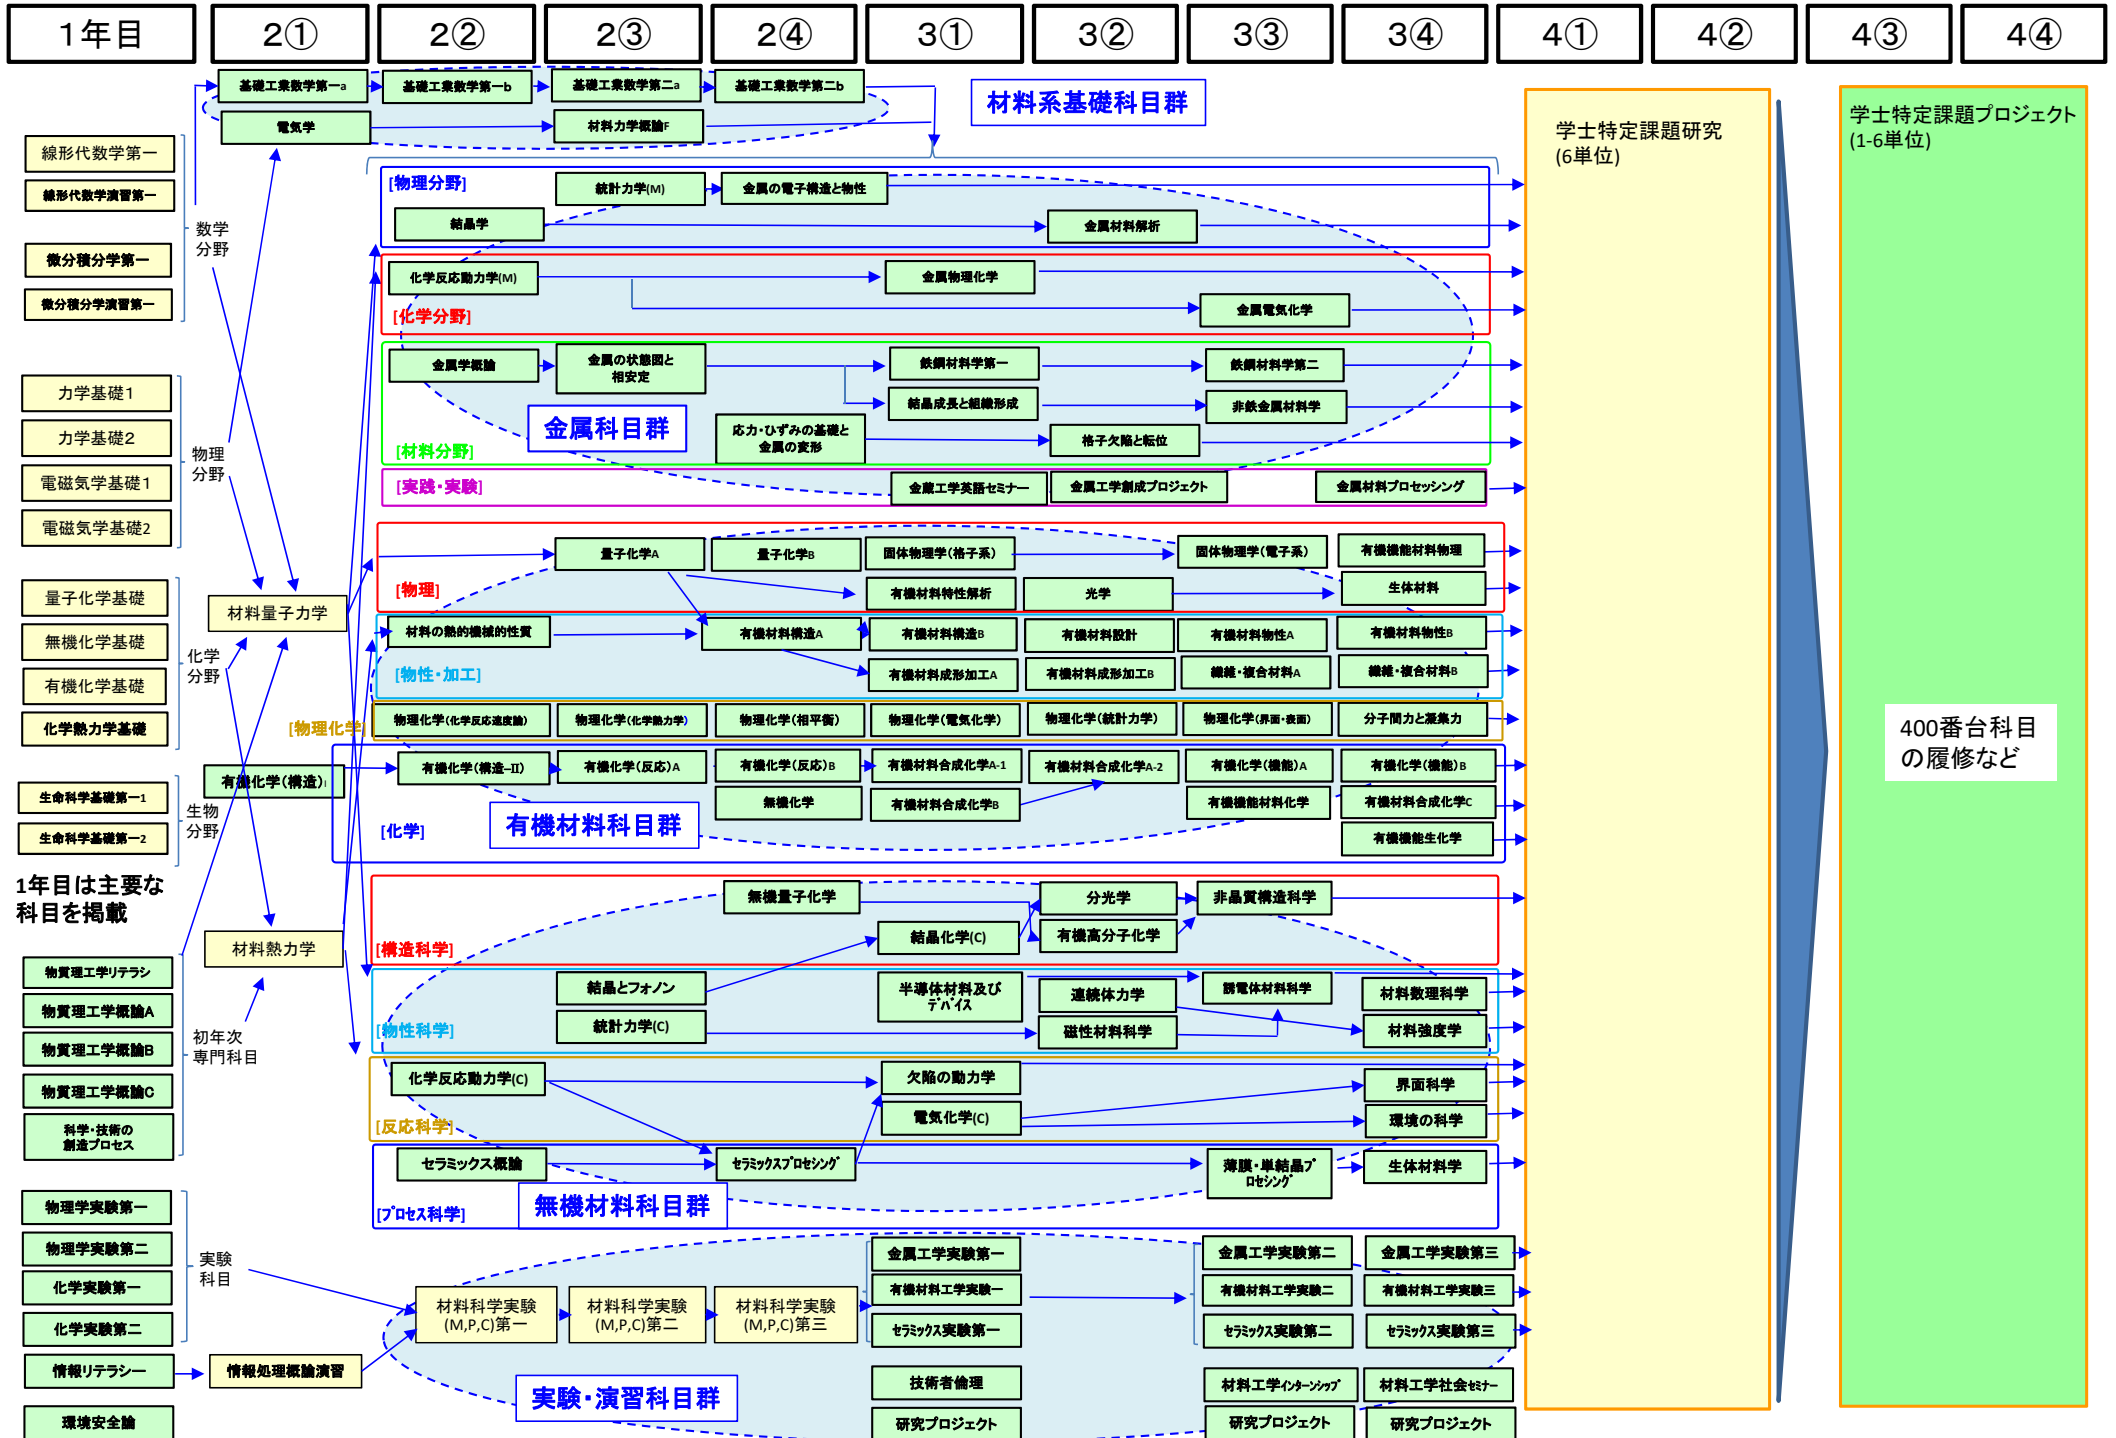 1年目
2①
2②
2③
2④
3①
3②
3③
3④
4①
4②
4③
4④
基礎工業数学第一a
基礎工業数学第一b
基礎工業数学第二a
基礎工業数学第二b
材料系基礎科目群
電気学
材料力学概論F
線形代数学第一
線形代数学演習第一
微分積分学第一
微分積分学演習第一
数学
分野
力学基礎1
力学基礎2
電磁気学基礎1
電磁気学基礎2
物理
分野
量子化学基礎
無機化学基礎
有機化学基礎
化学熱力学基礎
化学
分野
生命科学基礎第一1
生命科学基礎第一2
生物
分野
1年目は主要な
科目を掲載
物質理工学リテラシ
物質理工学概論A
物質理工学概論B
物質理工学概論C
科学・技術の
創造プロセス
初年次
専門科目
物理学実験第一
物理学実験第二
化学実験第一
化学実験第二
実験
科目
情報リテラシー
環境安全論
材料量子力学
有機化学(構造)I
材料熱力学
情報処理概論演習
[物理分野]
統計力学(M)
金属の電子構造と物性
結晶学
金属材料解析
化学反応動力学(M)
金属物理化学
金属電気化学
[化学分野]
金属学概論
金属の状態図と
相安定
鉄鋼材料学第一
鉄鋼材料学第二
結晶成長と組織形成
非鉄金属材料学
金属科目群
応力・ひずみの基礎と
金属の変形
格子欠陥と転位
[材料分野]
[実践・実験]
金蔵工学英語セミナー
金属工学創成プロジェクト
金属材料プロセッシング
量子化学A
量子化学B
固体物理学(格子系)
固体物理学(電子系)
有機機能材料物理
[物理]
有機材料特性解析
光学
生体材料
材料の熱的機械的性質
有機材料構造A
有機材料構造B
有機材料設計
有機材料物性A
有機材料物性B
[物性・加工]
有機材料成形加工A
有機材料成形加工B
繊維・複合材料A
繊維・複合材料B
[物理化学]
物理化学(化学反応速度論)
物理化学(化学熱力学)
物理化学(相平衡)
物理化学(電気化学)
物理化学(統計力学)
物理化学(界面・表面)
分子間力と凝集力
有機化学(構造-II)
有機化学(反応)A
有機化学(反応)B
有機材料合成化学A-1
有機材料合成化学A-2
有機化学(機能)A
有機化学(機能)B
無機化学
有機材料合成化学B
有機機能材料化学
有機材料合成化学C
[化学]
有機材料科目群
有機機能生化学
無機量子化学
分光学
非晶質構造科学
結晶化学(C)
有機高分子化学
[構造科学]
結晶とフォノン
半導体材料及び
デバイス
連続体力学
誘電体材料科学
材料数理科学
[物性科学]
統計力学(C)
磁性材料科学
材料強度学
化学反応動力学(C)
欠陥の動力学
界面科学
電気化学(C)
環境の科学
[反応科学]
セラミックス概論
セラミックスプロセシング
薄膜・単結晶プ
ロセシング
生体材料学
[プロセス科学]
無機材料科目群
金属工学実験第一
金属工学実験第二
金属工学実験第三
材料科学実験
(M,P,C)第一
材料科学実験
(M,P,C)第二
材料科学実験
(M,P,C)第三
有機材料工学実験一
有機材料工学実験二
有機材料工学実験三
セラミックス実験第一
セラミックス実験第二
セラミックス実験第三
実験・演習科目群
技術者倫理
材料工学インターンシップ
材料工学社会セミナー
研究プロジェクト
研究プロジェクト
研究プロジェクト
学士特定課題研究
(6単位)
学士特定課題プロジェクト
(1-6単位)
400番台科目
の履修など